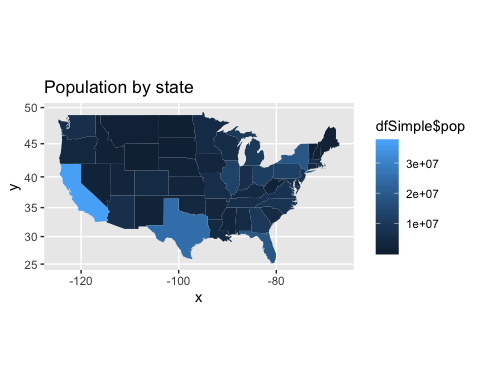 Population by state
50
45
40
35
30
25
y
-120
-100
-80
x
dfSimple$pop
3e+07
2e+07
1e+07